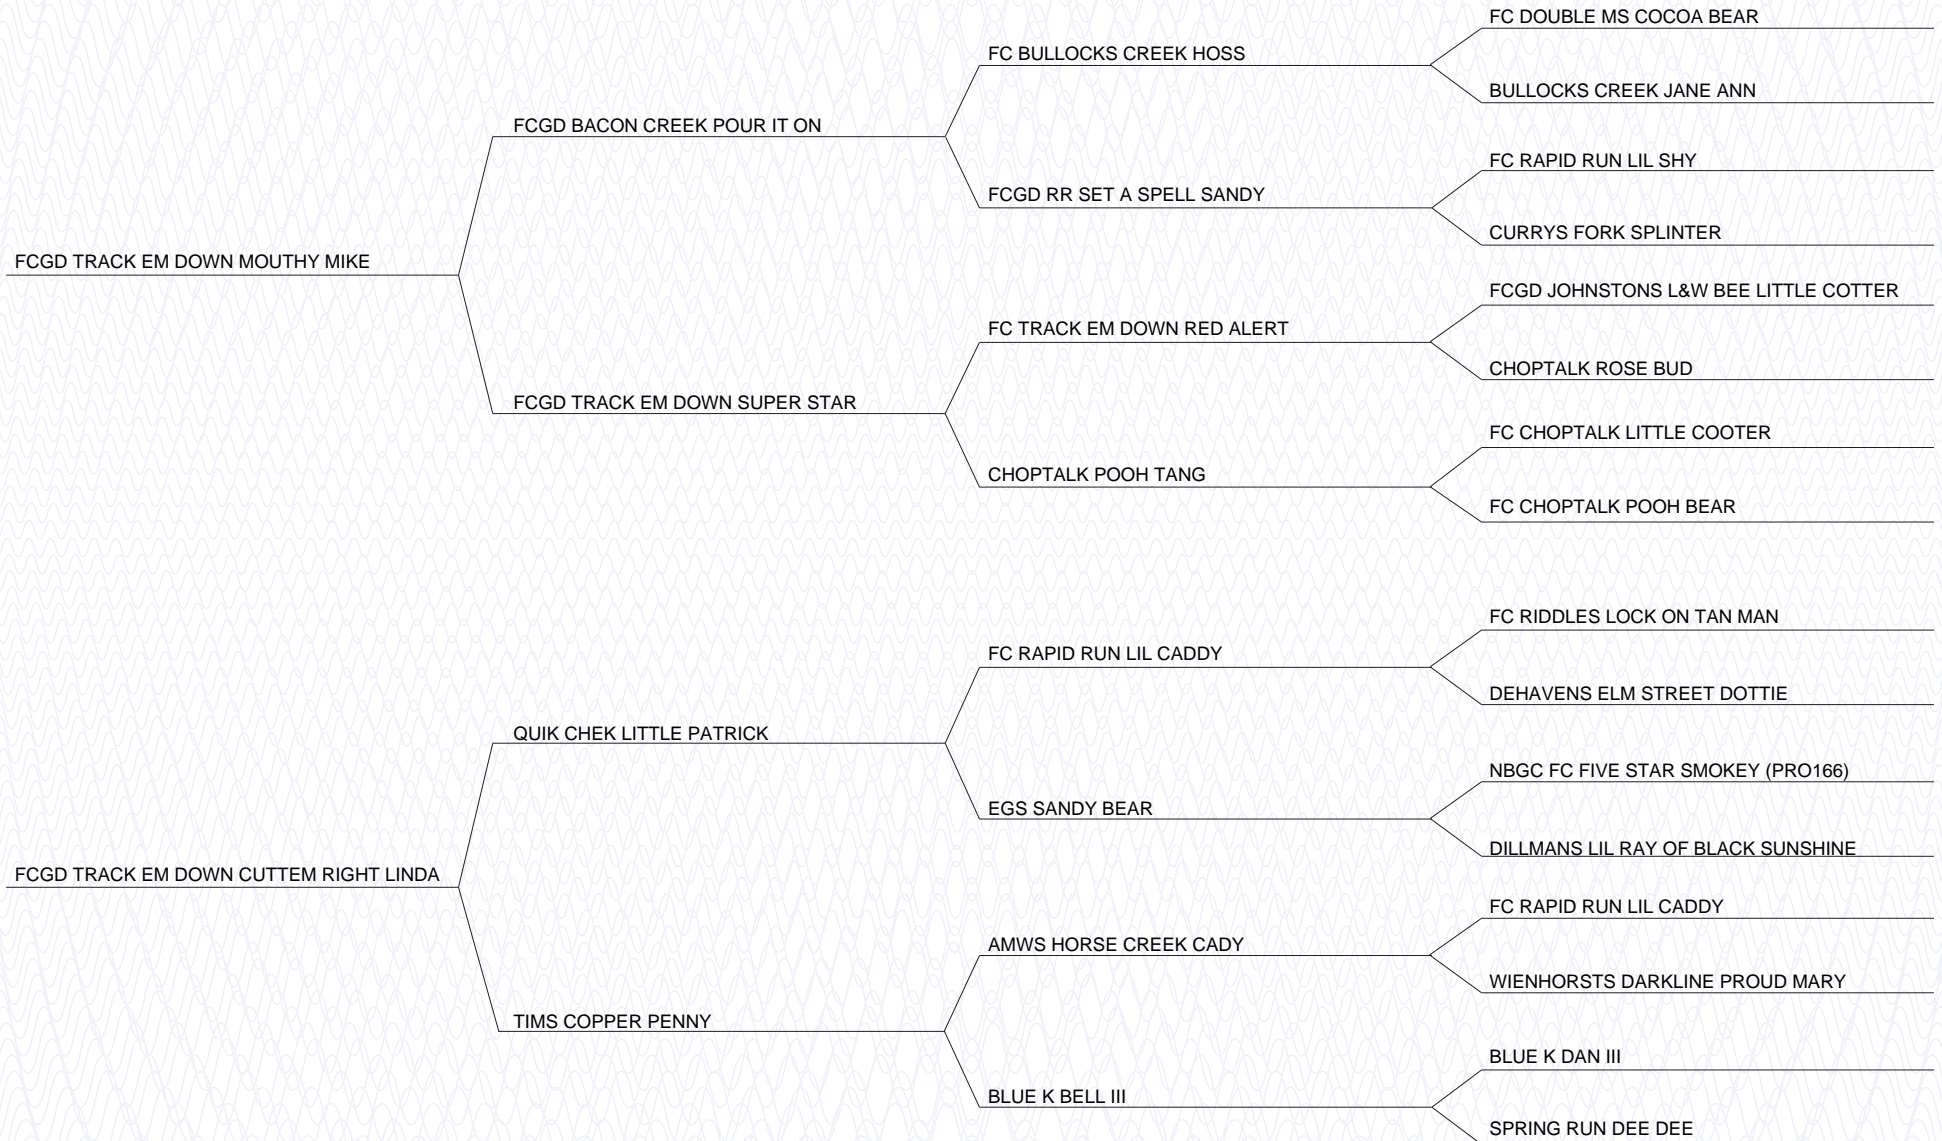 FC DOUBLE MS COCOA BEAR
FC BULLOCKS CREEK HOSS
BULLOCKS CREEK JANE ANN
FCGD BACON CREEK POUR IT ON
FC RAPID RUN LIL SHY
FCGD RR SET A SPELL SANDY
CURRYS FORK SPLINTER
FCGD TRACK EM DOWN MOUTHY MIKE
FCGD JOHNSTONS L&W BEE LITTLE COTTER
FC TRACK EM DOWN RED ALERT
CHOPTALK ROSE BUD
FCGD TRACK EM DOWN SUPER STAR
FC CHOPTALK LITTLE COOTER
CHOPTALK POOH TANG
FC CHOPTALK POOH BEAR
FC RIDDLES LOCK ON TAN MAN
FC RAPID RUN LIL CADDY
DEHAVENS ELM STREET DOTTIE
QUIK CHEK LITTLE PATRICK
NBGC FC FIVE STAR SMOKEY (PRO166)
EGS SANDY BEAR
DILLMANS LIL RAY OF BLACK SUNSHINE
FCGD TRACK EM DOWN CUTTEM RIGHT LINDA
FC RAPID RUN LIL CADDY
AMWS HORSE CREEK CADY
WIENHORSTS DARKLINE PROUD MARY
TIMS COPPER PENNY
BLUE K DAN III
BLUE K BELL III
SPRING RUN DEE DEE